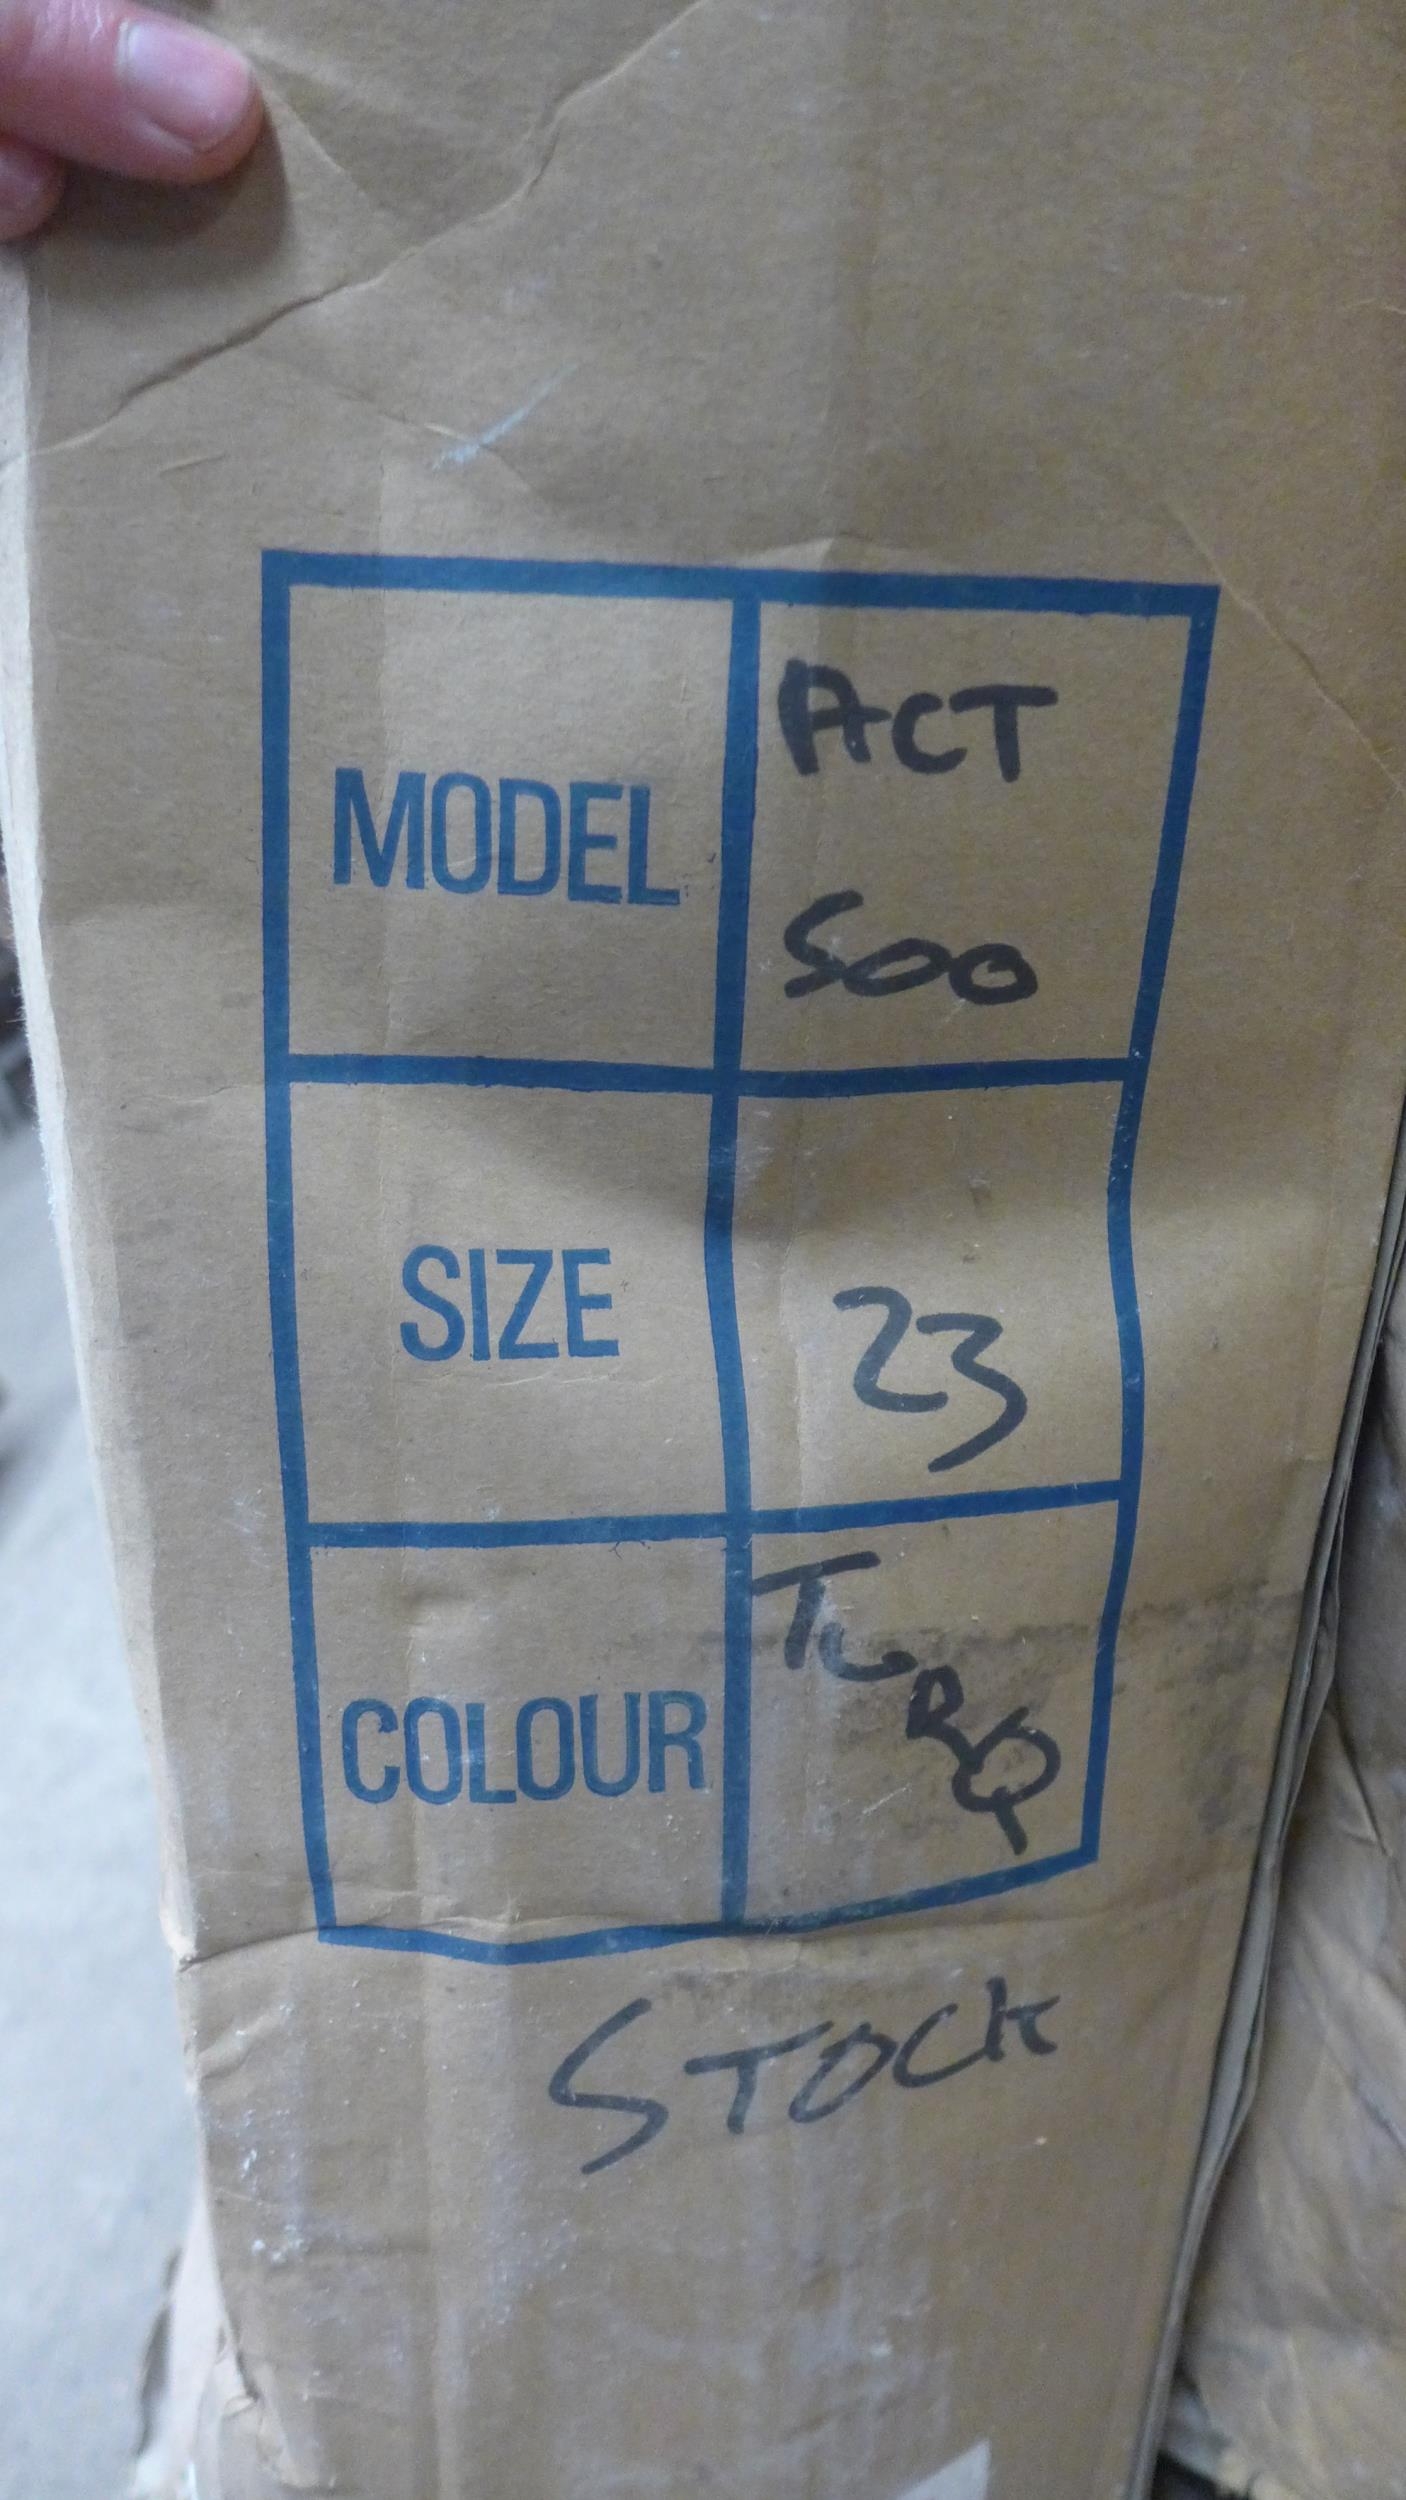 MODEL
ACT
500
SIZE
23
COLOUR
TURQ
STOCK